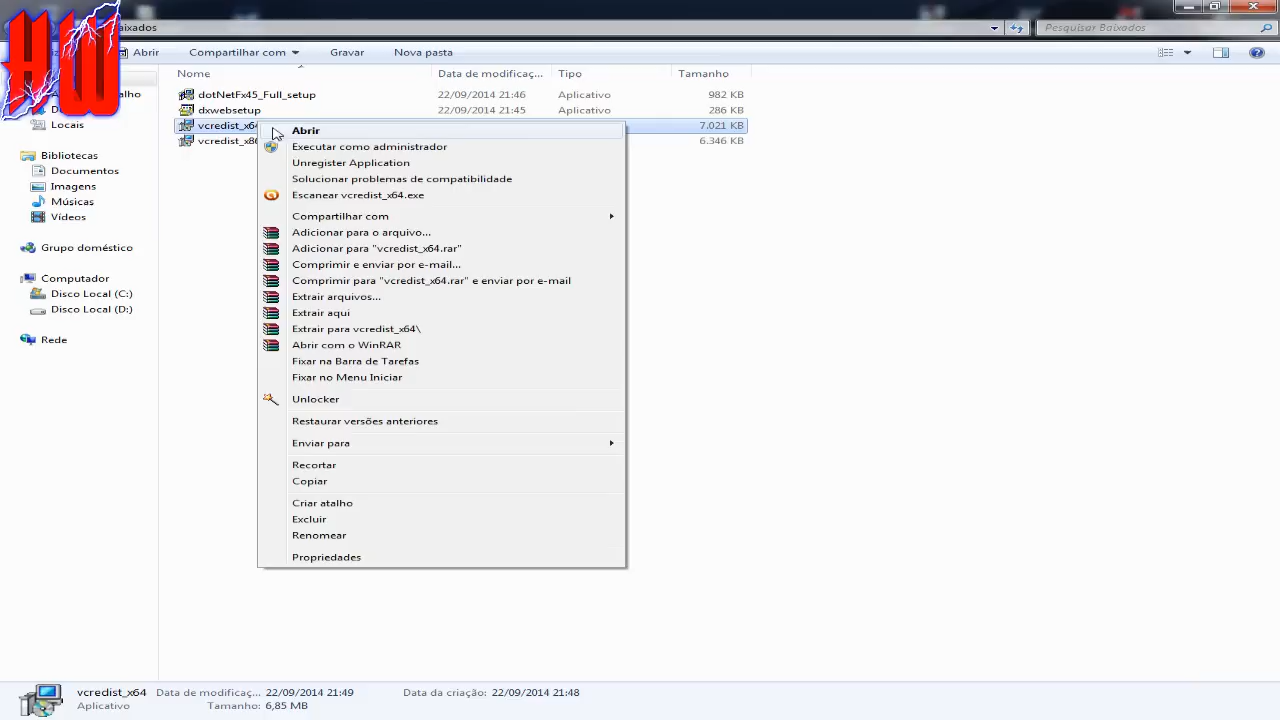 HW
aixados
Pesquisar Baixados
Abrir
Compartilhar com
Gravar
Nova pasta
Nome
Data de modificaç...
Tipo
Tamanho
dotNetFx45_Full_setup
22/09/2014 21:46
Aplicativo
982 KB
dxwebsetup
22/09/2014 21:45
Aplicativo
286 KB
vcredist_x64
7.021 KB
vcredist_x86
6.346 KB
Locais
Bibliotecas
Documentos
Imagens
Músicas
Vídeos
Grupo doméstico
Computador
Disco Local (C:)
Disco Local (D:)
Rede
Abrir
Executar como administrador
Unregister Application
Solucionar problemas de compatibilidade
Escanear vcredist_x64.exe
Compartilhar com
Adicionar para o arquivo...
Adicionar para "vcredist_x64.rar"
Comprimir e enviar por e-mail...
Comprimir para "vcredist_x64.rar" e enviar por e-mail
Extrair arquivos...
Extrair aqui
Extrair para vcredist_x64\
Abrir com o WinRAR
Fixar na Barra de Tarefas
Fixar no Menu Iniciar
Unlocker
Restaurar versões anteriores
Enviar para
Recortar
Copiar
Criar atalho
Excluir
Renomear
Propriedades
vcredist_x64
Data de modificaç...
22/09/2014 21:49
Data da criação:
22/09/2014 21:48
Aplicativo
Tamanho:
6,85 MB